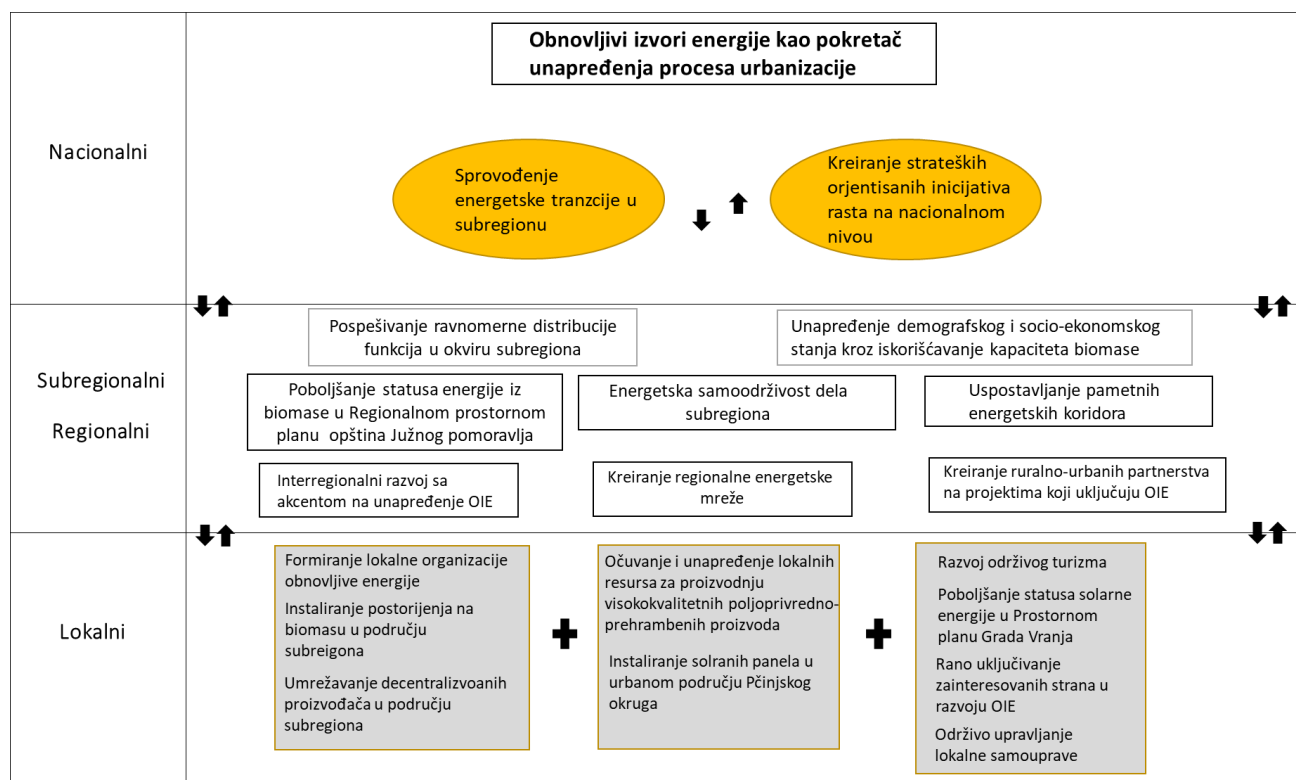 Obnovljivi izvori energije kao pokretač
unapređenja procesa urbanizacije
Nacionalni
Sprovođenje
energetske tranzcije u
subregionu
Kreiranje strateških
orjentisanih inicijativa
rasta na nacionalnom
nivou
Subregionalni
Regionalni
Pospešivanje ravnomerne distribucije
funkcija u okviru subregiona
Unapređenje demografskog i socio-ekonomskog
stanja kroz iskorišćavanje kapaciteta biomase
Poboljšanje statusa energije iz
biomase u Regionalnom prostornom
planu opština Južnog pomoravlja
Energetska samoodrživost dela
subregiona
Uspostavljanje pametnih
energetskih koridora
Interregionalni razvoj sa
akcentom na unapređenje OIE
Kreiranje regionalne energetske
mreže
Kreiranje ruralno-urbanih partnerstva
na projektima koji uključuju OIE
Lokalni
Formiranje lokalne organizacije
obnovljive energije
Instaliranje postorijenja na
biomasu u području
subreigona
Umrežavanje decentralizvoanih
proizvođača u području
subregiona
Očuvanje i unapređenje lokalnih
resursa za proizvodnju
visokokvalitetnih poljoprivredno-
prehrambenih proizvoda
Instaliranje solranih panela u
urbanom području Pčinjskog
okruga
Razvoj održivog turizma
Poboljšanje statusa solarne
energije u Prostornom
planu Grada Vranja
Rano uključivanje
zainteresovanih strana u
razvoju OIE
Održivo upravljanje
lokalne samouprave